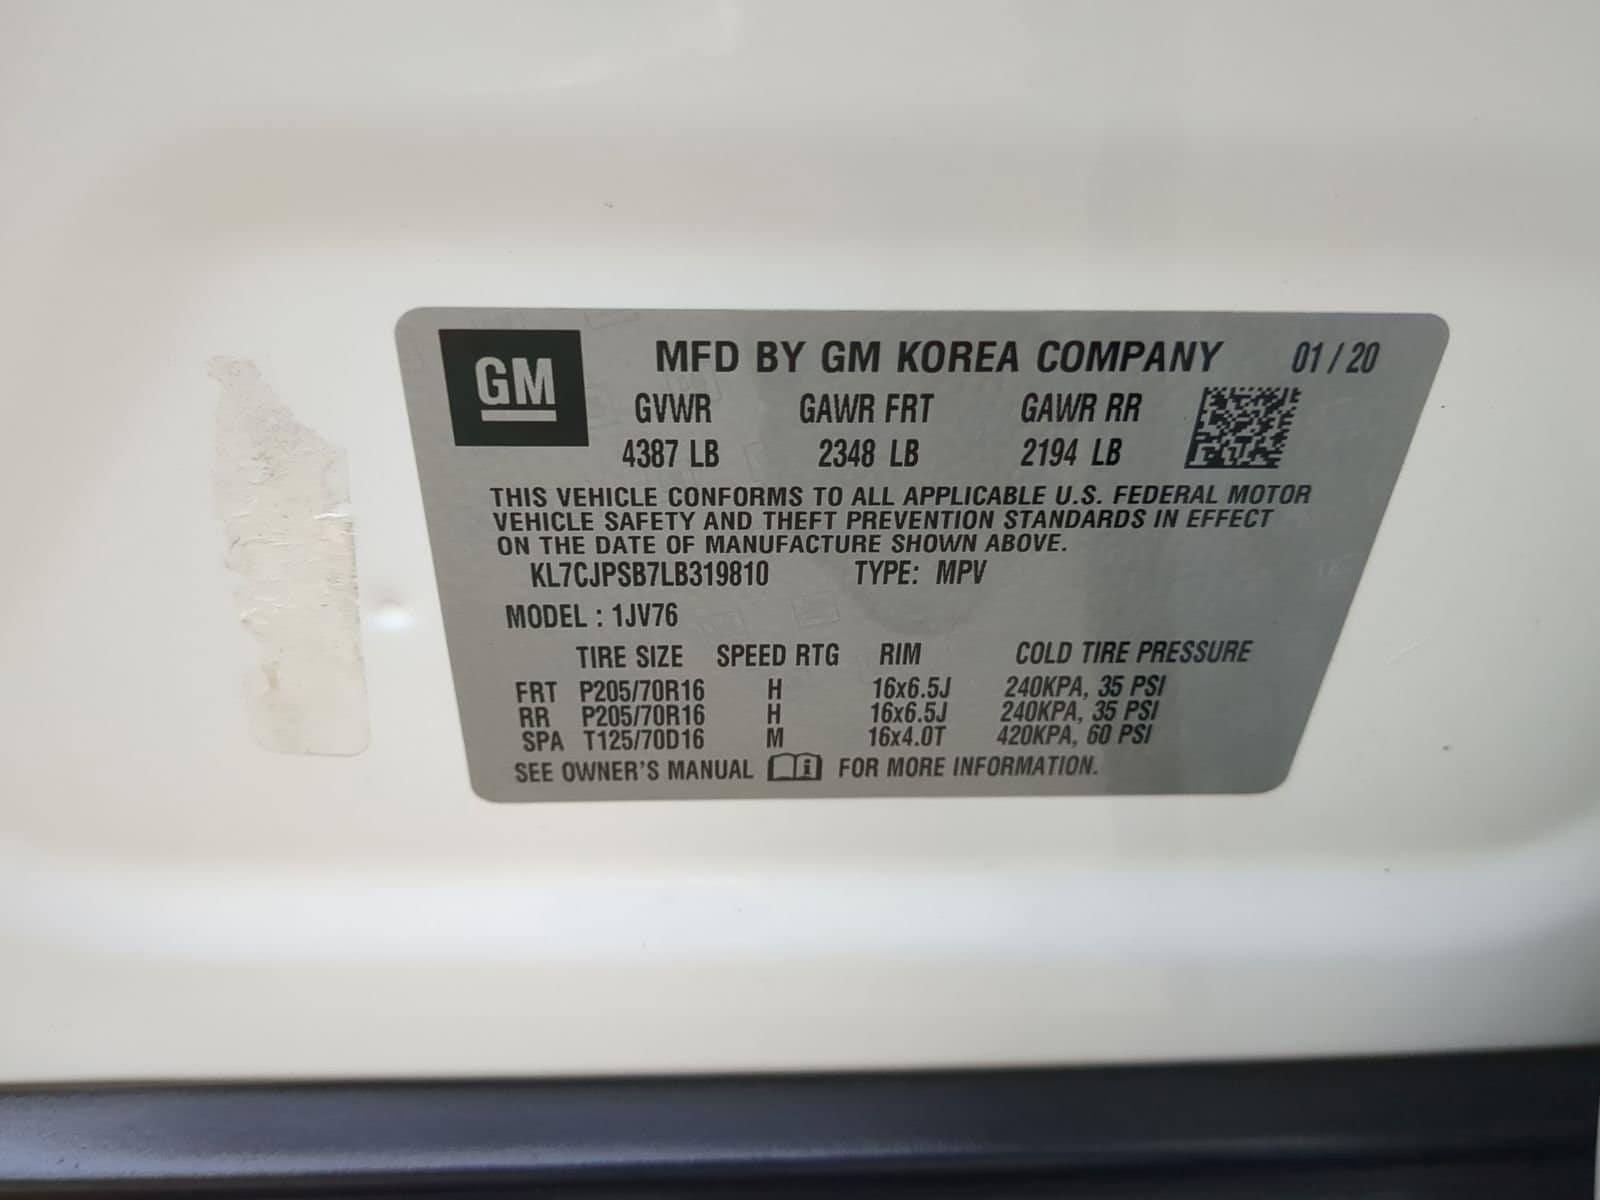 GM
MFD BY GM KOREA COMPANY 01/20
GVWR GAWR FRT GAWR RR
4387 LB 2348 LB 2194 LB
THIS VEHICLE CONFORMS TO ALL APPLICABLE U.S. FEDERAL MOTOR
VEHICLE SAFETY AND THEFT PREVENTION STANDARDS IN EFFECT
ON THE DATE OF MANUFACTURE SHOWN ABOVE.
KL7CJPSB7LB319810 TYPE: MPV
MODEL : 1JV76
TIRE SIZE SPEED RTG RIM COLD TIRE PRESSURE
FRT P205/70R16 H 16x6.5J 240KPA, 35 PSI
RR P205/70R16 H 16x6.5J 240KPA, 35 PSI
SPA T125/70D16 M 16x4.0T 420KPA, 60 PSI
SEE OWNER'S MANUAL FOR MORE INFORMATION.